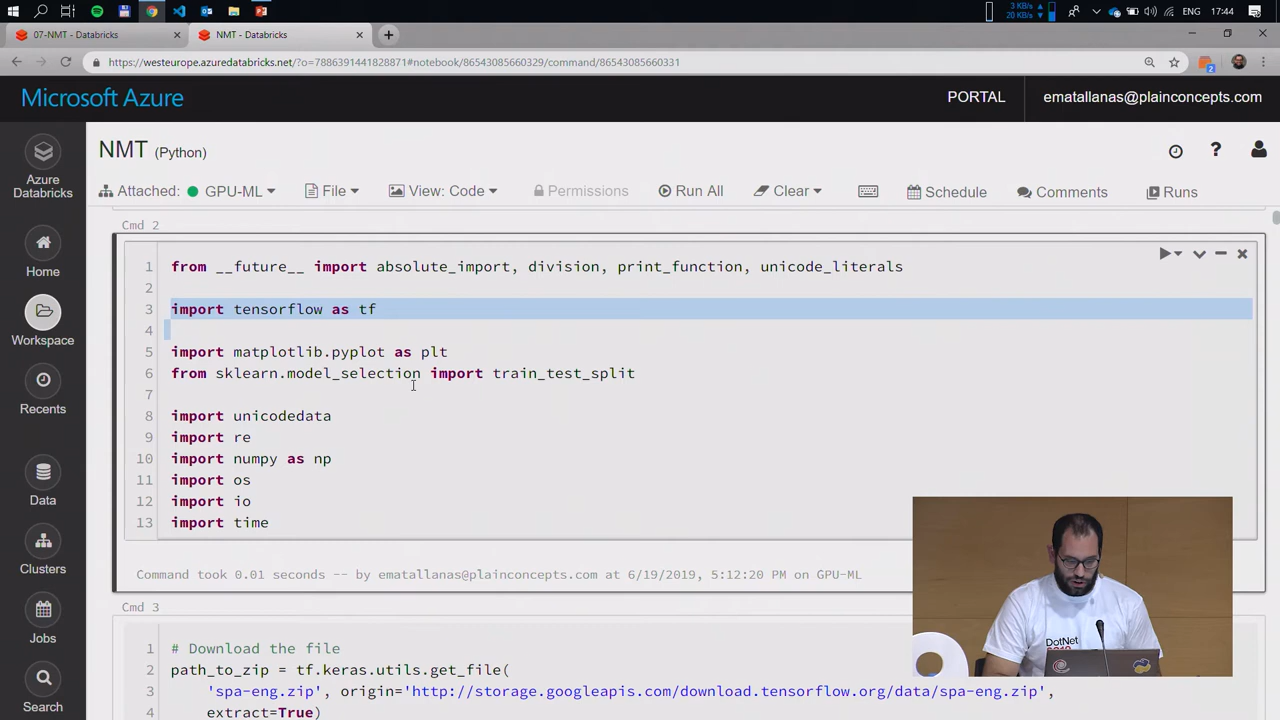 3 KB/s
20 KB/s
ENG
17:44
07-NMT - Databricks
NMT - Databricks
https://westeurope.azuredatabricks.net/?o=7886391441828871#notebook/86543085660329/command/86543085660331
2
Microsoft Azure
PORTAL
ematallanas@plainconcepts.com
Azure Databricks
Home
Workspace
Recents
Data
Clusters
Jobs
Search
NMT (Python)
Attached: GPU-ML File View: Code Permissions Run All Clear Schedule Comments Runs
Cmd 2
1 from __future__ import absolute_import, division, print_function, unicode_literals
2
3 import tensorflow as tf
4
5 import matplotlib.pyplot as plt
6 from sklearn.model_selection import train_test_split
7
8 import unicodedata
9 import re
10 import numpy as np
11 import os
12 import io
13 import time
Command took 0.01 seconds -- by ematallanas@plainconcepts.com at 6/19/2019, 5:12:20 PM on GPU-ML
Cmd 3
1 # Download the file
2 path_to_zip = tf.keras.utils.get_file(
3 'spa-eng.zip', origin='http://storage.googleapis.com/download.tensorflow.org/data/spa-eng.zip',
4 extract=True)
DotNet